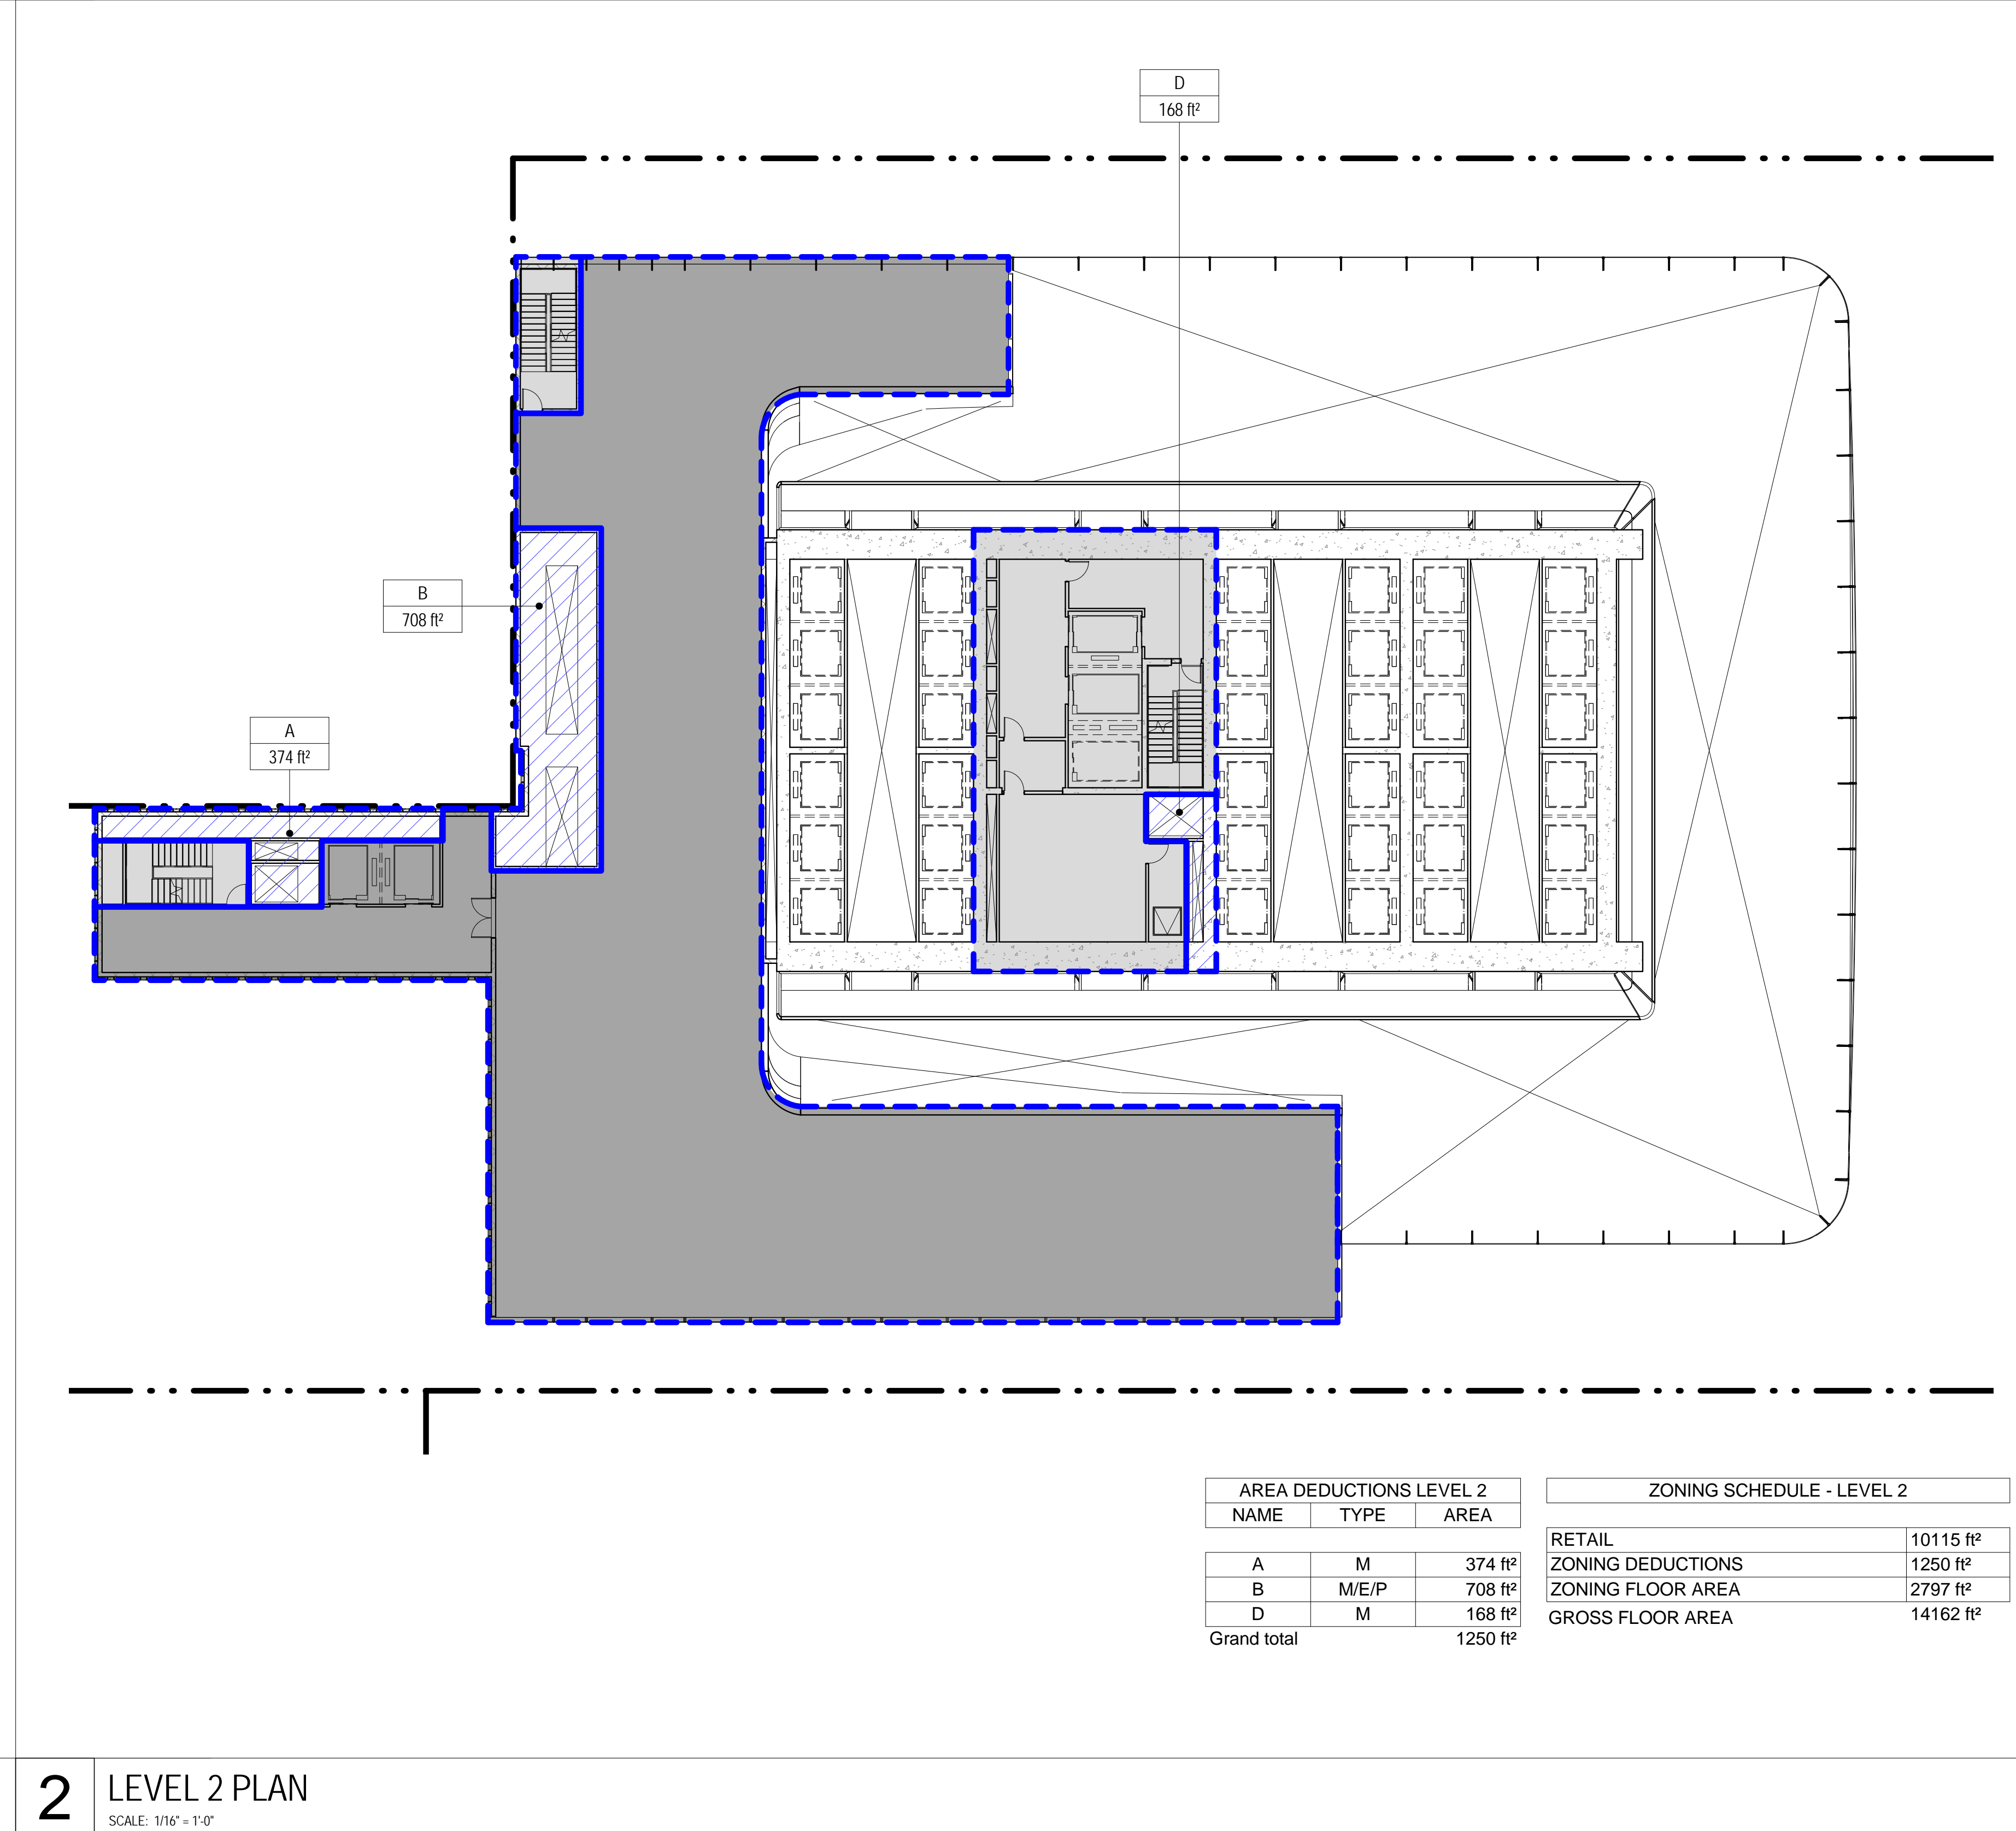 D
168 ft²
B
708 ft²
A
374 ft²
AREA DEDUCTIONS LEVEL 2
NAME TYPE AREA
A M 374 ft²
B M/E/P 708 ft²
D M 168 ft²
Grand total 1250 ft²
ZONING SCHEDULE - LEVEL 2
RETAIL 10115 ft²
ZONING DEDUCTIONS 1250 ft²
ZONING FLOOR AREA 2797 ft²
GROSS FLOOR AREA 14162 ft²
2 LEVEL 2 PLAN
SCALE: 1/16" = 1'-0"